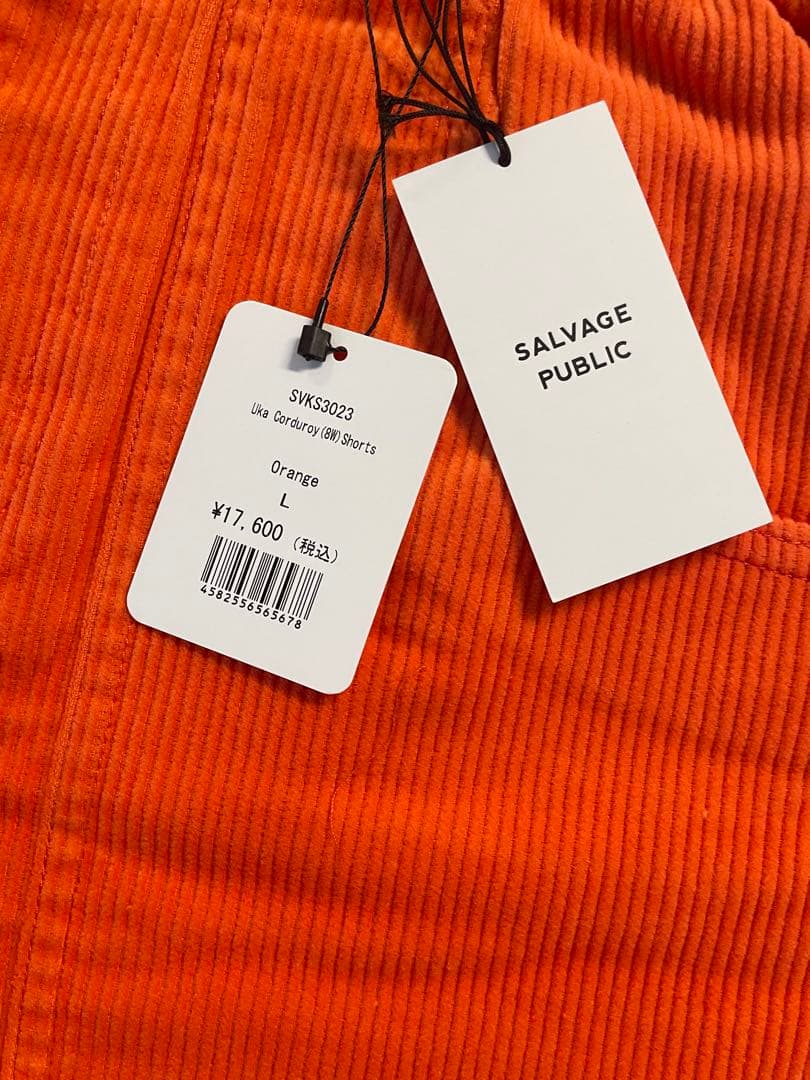 SVKS3023
Uka Corduroy(8W)Shorts
Orange
L
¥17,600 (税込)
4582556565678
SALVAGE
PUBLIC